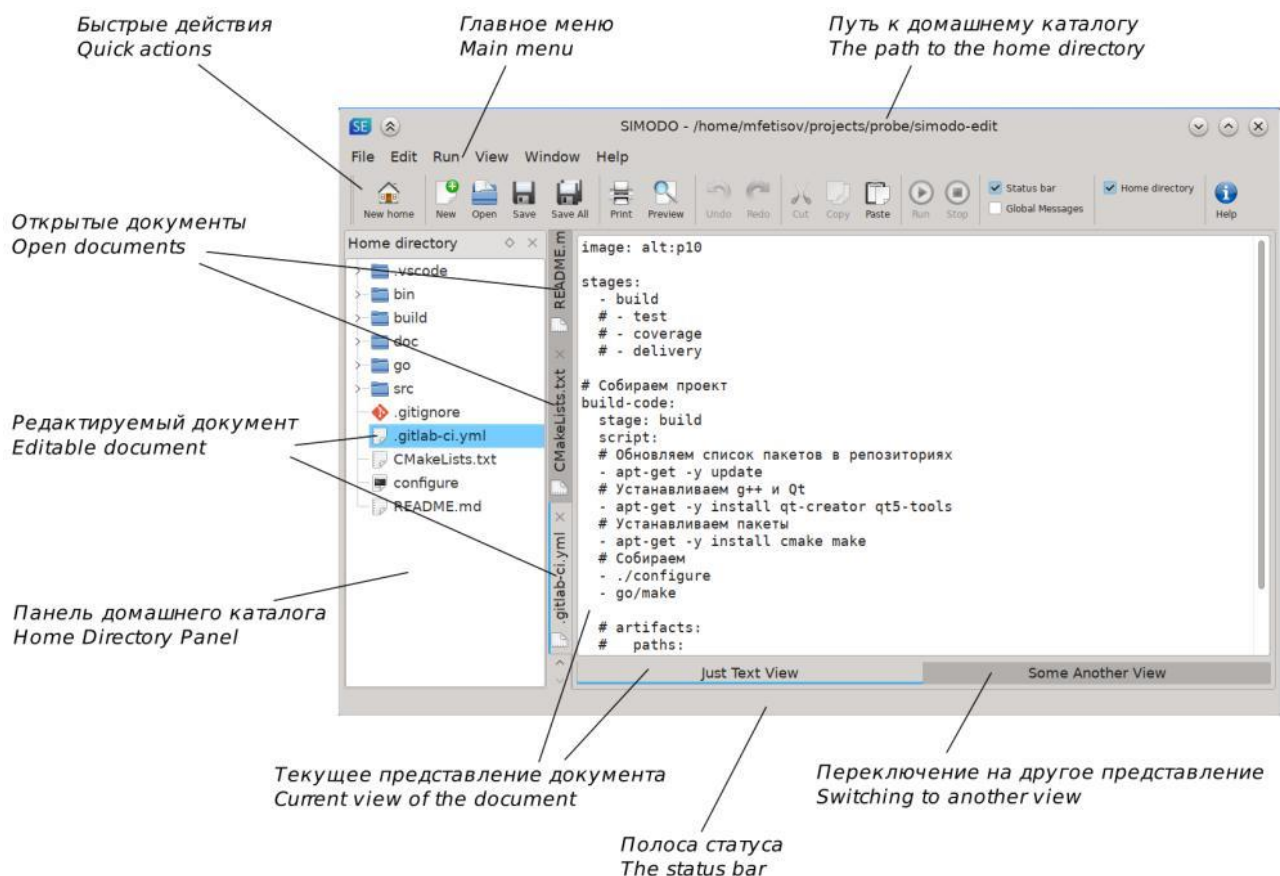 Быстрые действия
Quick actions
Главное меню
Main menu
Путь к домашнему каталогу
The path to the home directory
SE
SIMODO - /home/mfetisov/projects/probe/simodo-edit
File Edit Run View Window Help
New home New Open Save Save All Print Preview Undo Redo Cut Copy Paste Run Stop Status bar Home directory Help
Global Messages
Открытые документы
Open documents
Home directory
.vscode
bin
build
doc
go
src
.gitignore
.gitlab-ci.yml
CMakeLists.txt
configure
README.md
Редактируемый документ
Editable document
Панель домашнего каталога
Home Directory Panel
README.m
CMakeLists.txt
.gitlab-ci.yml
image: alt:p10
stages:
- build
# - test
# - coverage
# - delivery
# Собираем проект
build-code:
stage: build
script:
# Обновляем список пакетов в репозиториях
- apt-get -y update
# Устанавливаем g++ и Qt
- apt-get -y install qt-creator qt5-tools
# Устанавливаем пакеты
- apt-get -y install cmake make
# Собираем
- ./configure
- go/make
# artifacts:
# paths:
Just Text View
Some Another View
Текущее представление документа
Current view of the document
Переключение на другое представление
Switching to another view
Полоса статуса
The status bar